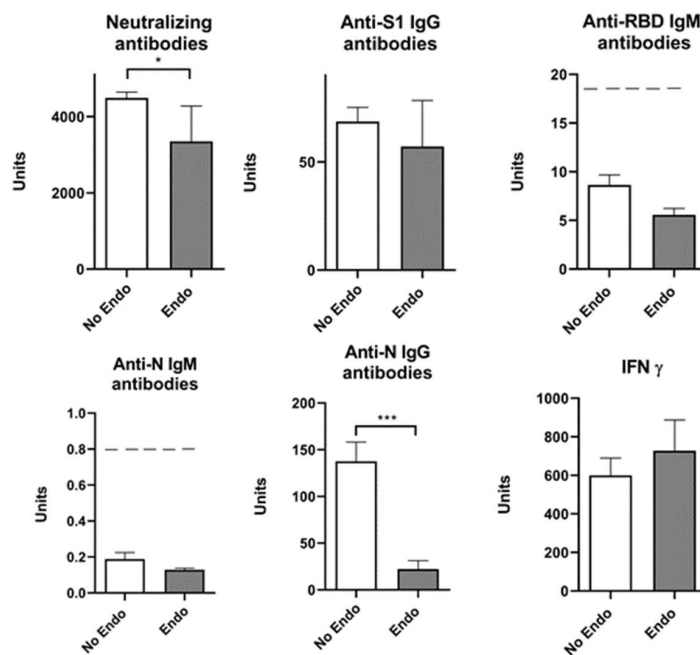 Neutralizing
antibodies
*
4000
2000
0
Units
No Endo
Endo
Anti-S1 IgG
antibodies
50
0
Units
No Endo
Endo
Anti-RBD IgM
antibodies
20
15
10
5
0
Units
No Endo
Endo
Anti-N IgM
antibodies
1.0
0.8
0.6
0.4
0.2
0.0
Units
No Endo
Endo
Anti-N IgG
antibodies
***
200
150
100
50
0
Units
No Endo
Endo
IFN γ
1000
800
600
400
200
0
Units
No Endo
Endo